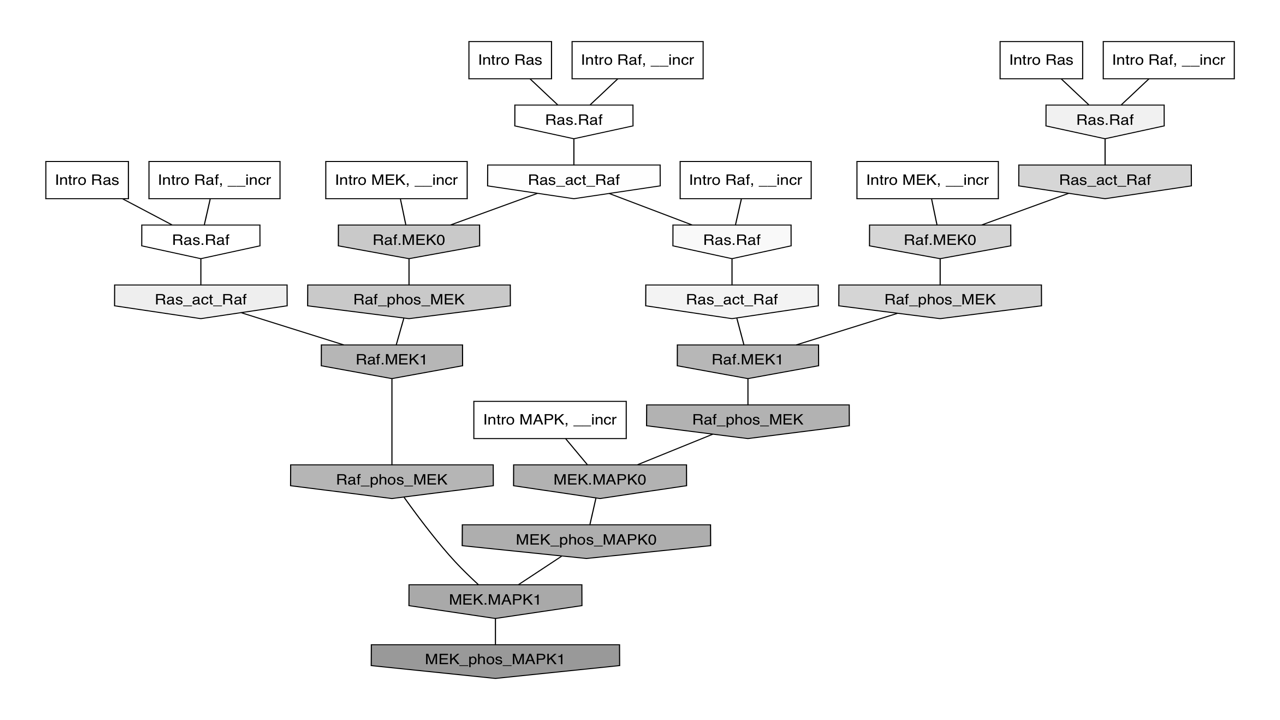 Intro Ras
Intro Raf, __incr
Intro Ras
Intro Raf, __incr
Ras.Raf
Ras.Raf
Intro Ras
Intro Raf, __incr
Intro MEK, __incr
Ras_act_Raf
Intro Raf, __incr
Intro MEK, __incr
Ras_act_Raf
Ras.Raf
Raf.MEK0
Ras.Raf
Raf.MEK0
Ras_act_Raf
Raf_phos_MEK
Ras_act_Raf
Raf_phos_MEK
Raf.MEK1
Raf.MEK1
Intro MAPK, __incr
Raf_phos_MEK
Raf_phos_MEK
MEK.MAPK0
MEK_phos_MAPK0
MEK.MAPK1
MEK_phos_MAPK1